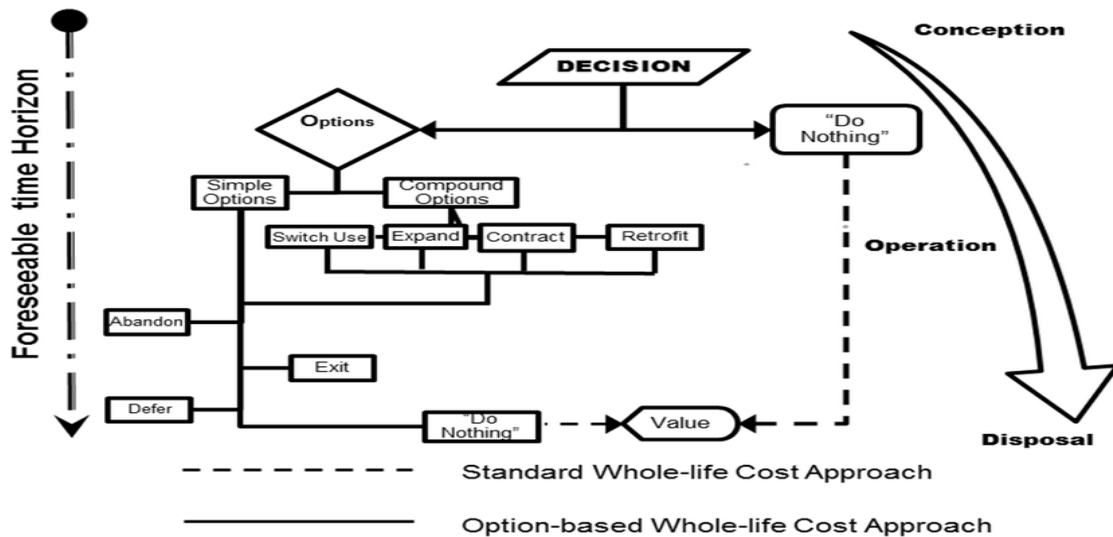 Conception
DECISION
Options
“Do
Nothing”
Simple
Options
Compound
Options
Switch Use
Expand
Contract
Retrofit
Operation
Foreseeable time Horizon
Abandon
Exit
Defer
“Do
Nothing”
Value
Disposal
Standard Whole-life Cost Approach
Option-based Whole-life Cost Approach